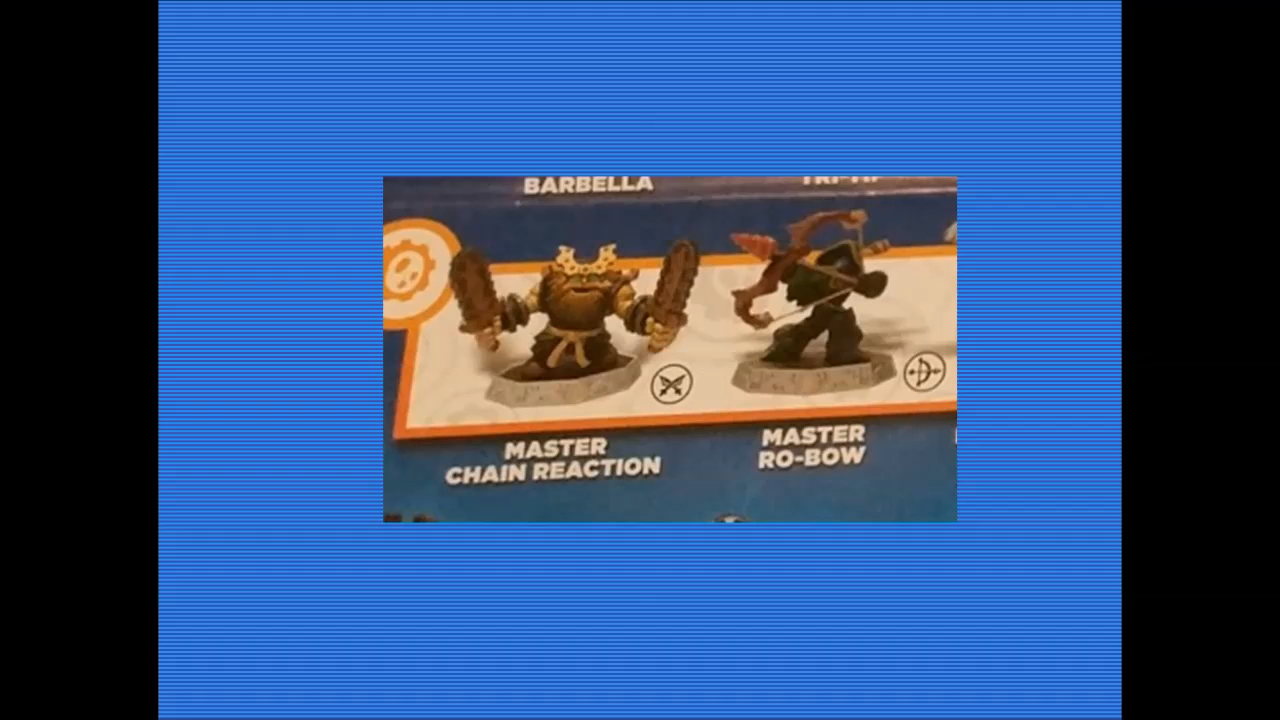 BARBELLA
MASTER
CHAIN REACTION
MASTER
RO-BOW